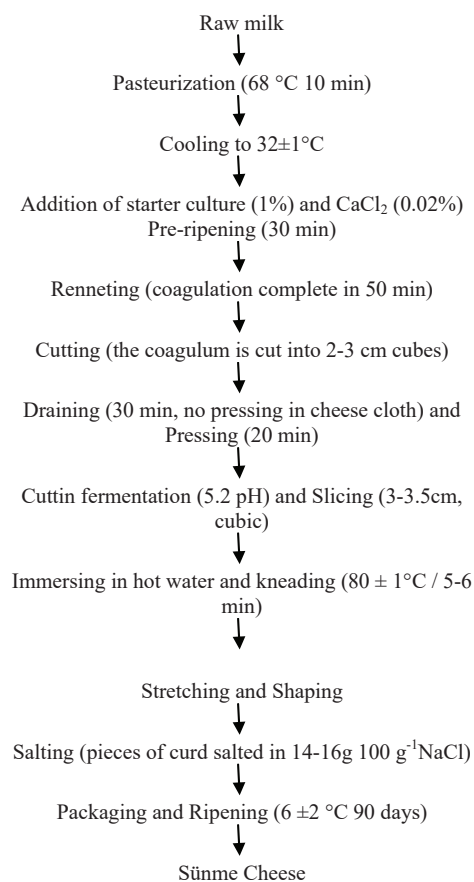 Raw milk
Pasteurization (68 °C 10 min)
Cooling to 32±1°C
Addition of starter culture (1%) and CaCl₂ (0.02%)
Pre-ripening (30 min)
Renneting (coagulation complete in 50 min)
Cutting (the coagulum is cut into 2-3 cm cubes)
Draining (30 min, no pressing in cheese cloth) and
Pressing (20 min)
Cuttin fermentation (5.2 pH) and Slicing (3-3.5cm,
cubic)
Immersing in hot water and kneading (80 ± 1°C / 5-6
min)
Stretching and Shaping
Salting (pieces of curd salted in 14-16g 100 g⁻¹NaCl)
Packaging and Ripening (6 ±2 °C 90 days)
Sünme Cheese